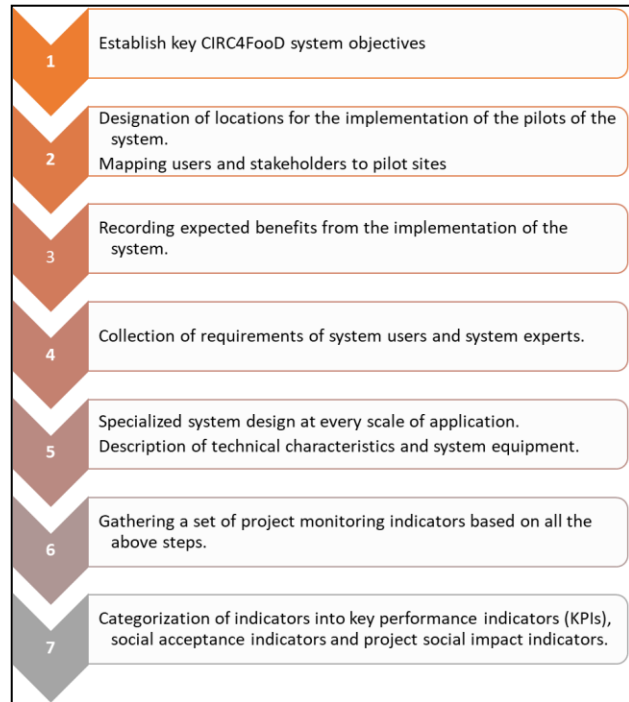 1
Establish key CIRC4FooD system objectives
2
Designation of locations for the implementation of the pilots of the
system.
Mapping users and stakeholders to pilot sites
3
Recording expected benefits from the implementation of the
system.
4
Collection of requirements of system users and system experts.
5
Specialized system design at every scale of application.
Description of technical characteristics and system equipment.
6
Gathering a set of project monitoring indicators based on all the
above steps.
7
Categorization of indicators into key performance indicators (KPIs),
social acceptance indicators and project social impact indicators.